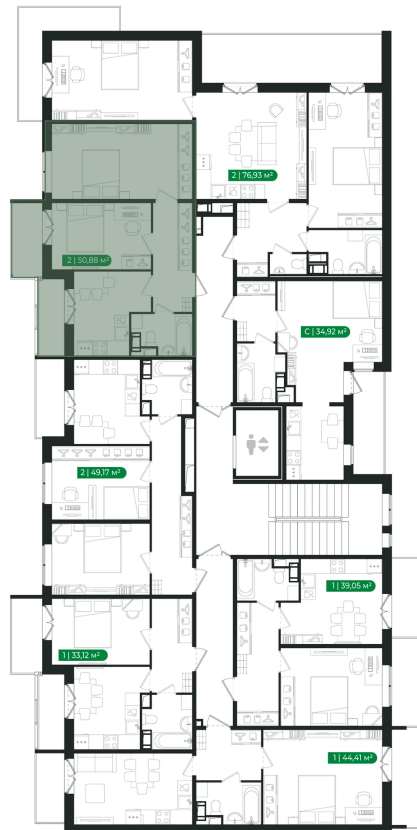 2 | 76,93 м²
2 | 50,88 м²
С | 34,92 м²
2 | 49,17 м²
1 | 39,05 м²
1 | 33,12 м²
1 | 44,41 м²